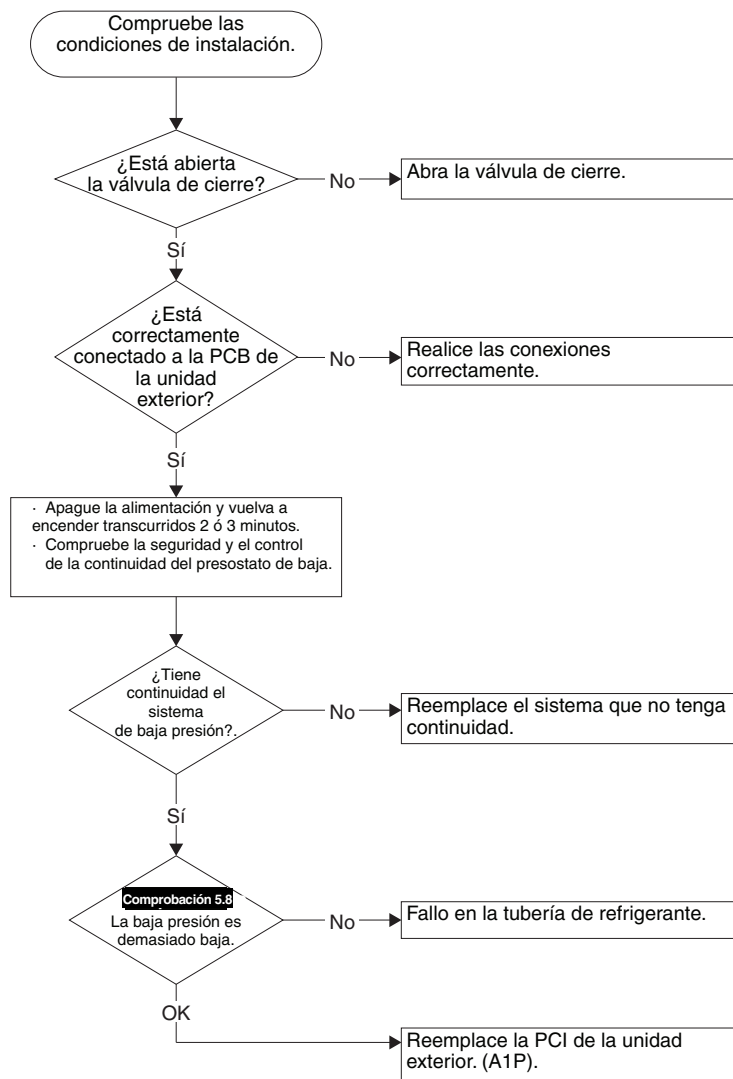 Compruebe las
condiciones de instalación.
¿Está abierta
la válvula de cierre?
No
Abra la válvula de cierre.
Sí
¿Está
correctamente
conectado a la PCB de
la unidad
exterior?
No
Realice las conexiones
correctamente.
Sí
· Apague la alimentación y vuelva a
encender transcurridos 2 ó 3 minutos.
· Compruebe la seguridad y el control
de la continuidad del presostato de baja.
¿Tiene
continuidad el
sistema
de baja presión?.
No
Reemplace el sistema que no tenga
continuidad.
Sí
Comprobación 5.8
La baja presión es
demasiado baja.
No
Fallo en la tubería de refrigerante.
OK
Reemplace la PCI de la unidad
exterior. (A1P).